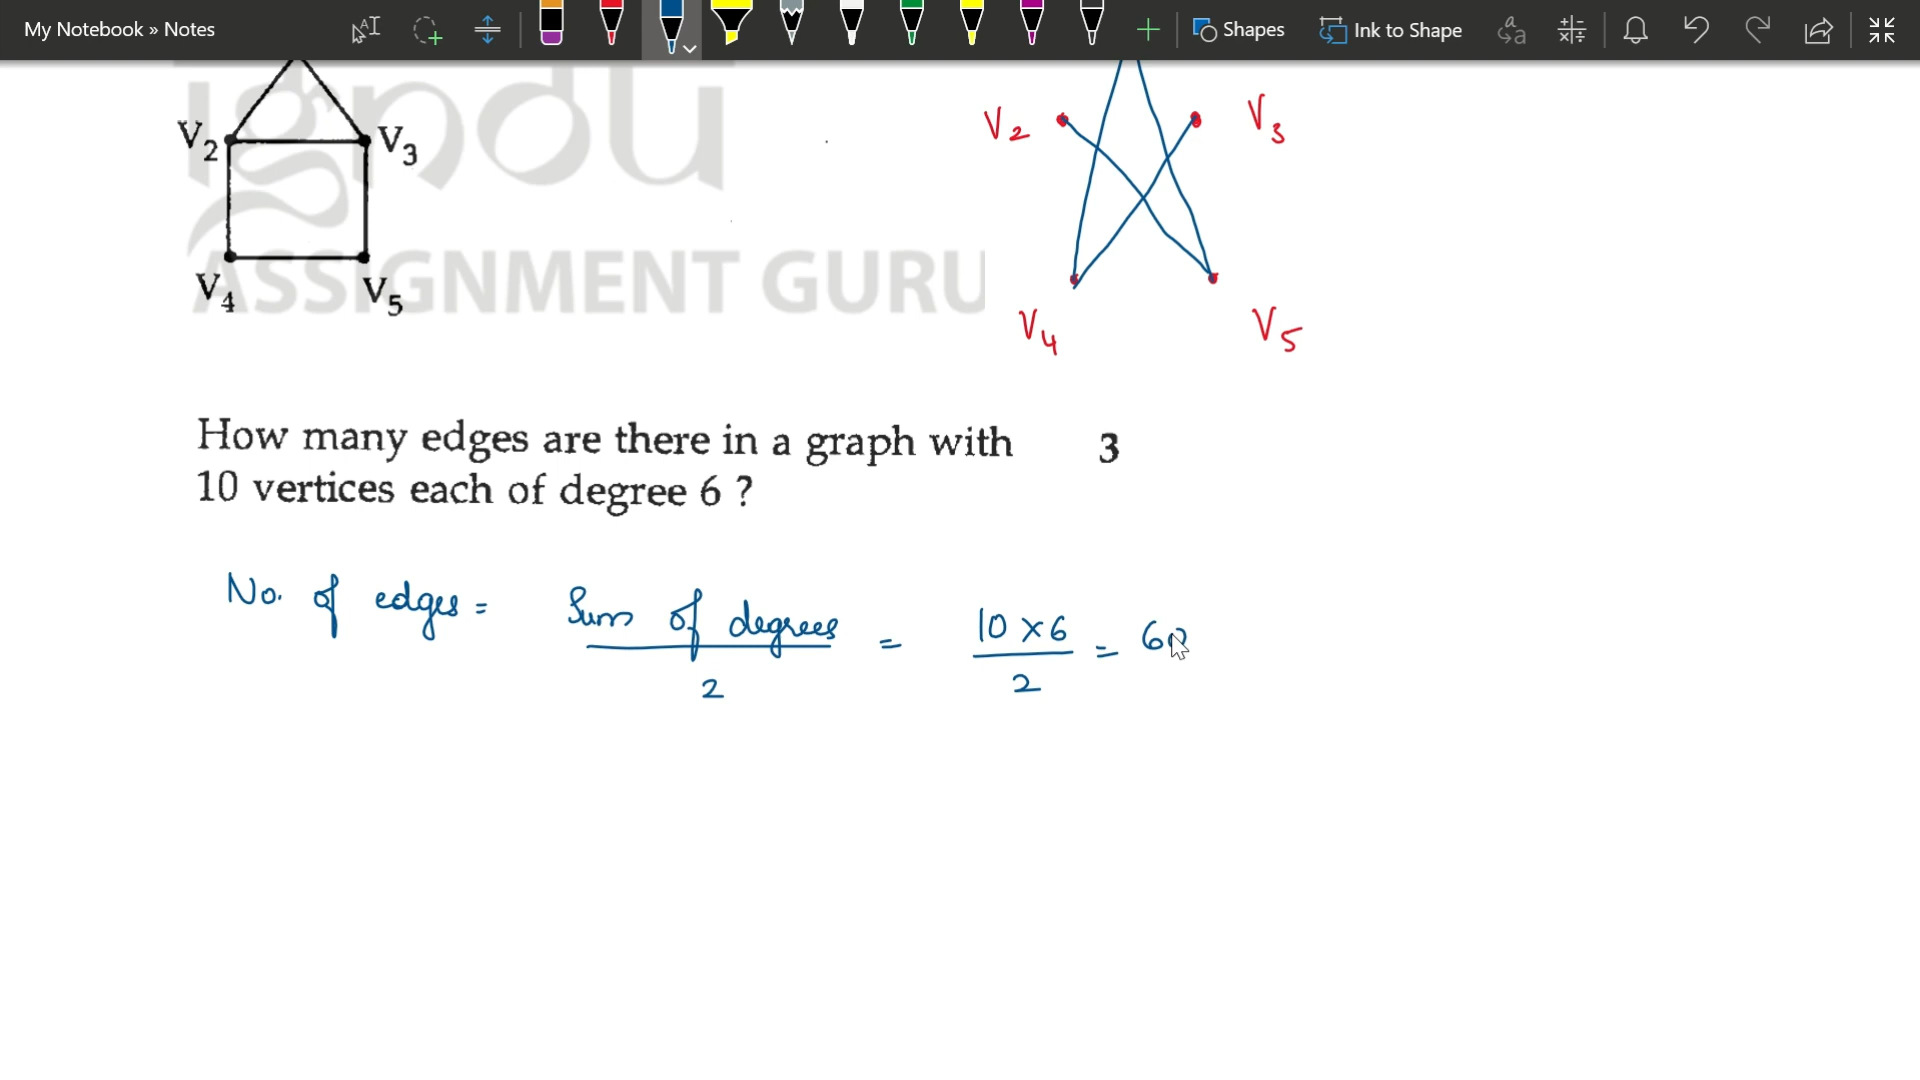 My Notebook » Notes
Shapes
Ink to Shape
ignou
V2
V3
V2
V3
ASSIGNMENT GURU
V4
V5
V4
V5
How many edges are there in a graph with 3
10 vertices each of degree 6 ?
No. of edges = Sum of degrees / 2 = 10 × 6 / 2 = 60